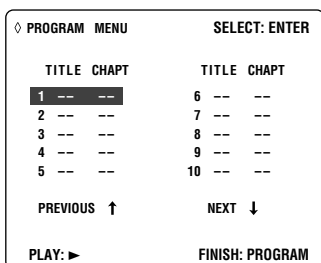 ◊ PROGRAM MENU SELECT: ENTER
TITLE CHAPT TITLE CHAPT
1 –– –– 6 –– ––
2 –– –– 7 –– ––
3 –– –– 8 –– ––
4 –– –– 9 –– ––
5 –– –– 10 –– ––
PREVIOUS ↑ NEXT ↓
PLAY: ► FINISH: PROGRAM